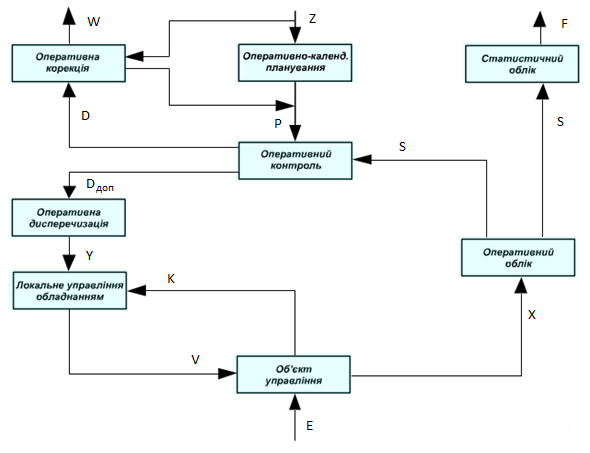 W
Z
F
Оперативна
корекція
Оперативно-календ.
планування
Статистичний
облік
D
P
S
S
Оперативний
контроль
Dдоп
Оперативна
дисперечизація
Оперативний
облік
Y
Локальне управління
обладнанням
K
X
V
Об'єкт
управління
E